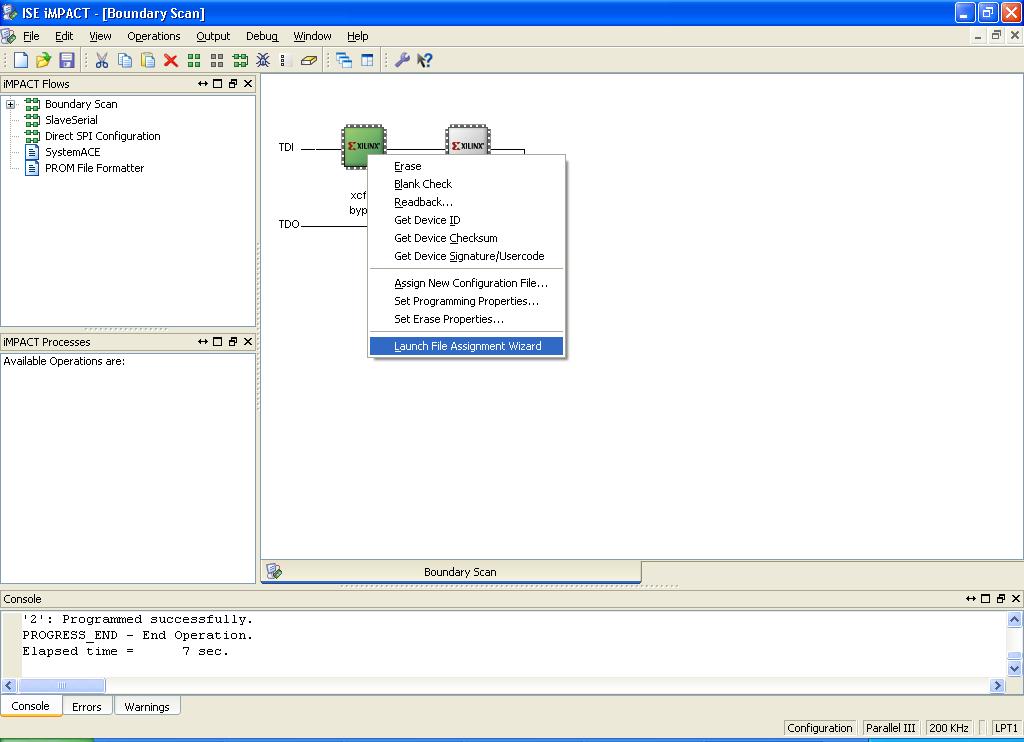 ISE iMPACT - [Boundary Scan]
File Edit View Operations Output Debug Window Help
iMPACT Flows
Boundary Scan
SlaveSerial
Direct SPI Configuration
SystemACE
PROM File Formatter
iMPACT Processes
Available Operations are:
TDI
XILINX
XILINX
xcf
byp
TDO
Erase
Blank Check
Readback...
Get Device ID
Get Device Checksum
Get Device Signature/Usercode
Assign New Configuration File...
Set Programming Properties...
Set Erase Properties...
Launch File Assignment Wizard
Boundary Scan
Console
'2': Programmed successfully.
PROGRESS_END - End Operation.
Elapsed time = 7 sec.
Console Errors Warnings
Configuration Parallel III 200 KHz LPT1